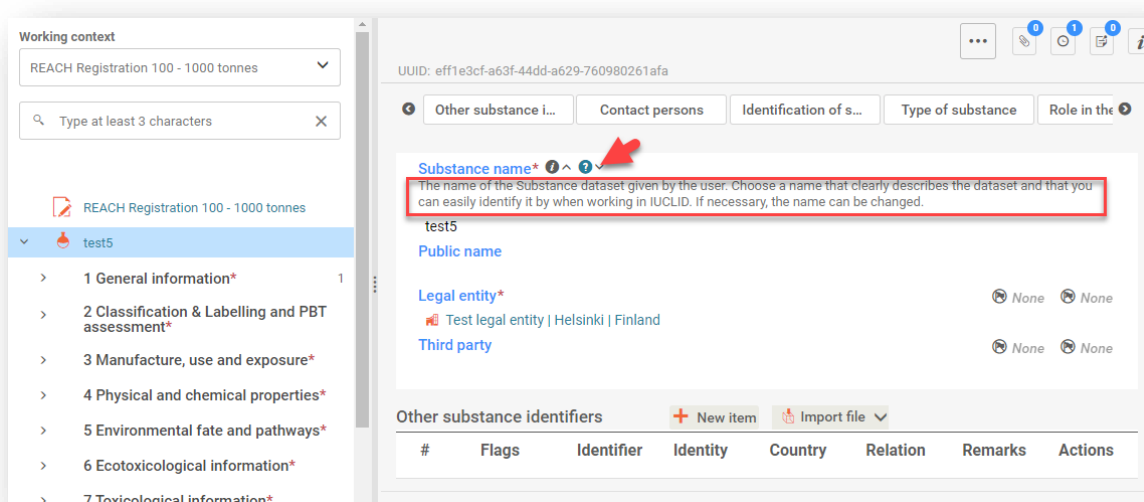 Working context
REACH Registration 100 - 1000 tonnes
Type at least 3 characters
REACH Registration 100 - 1000 tonnes
test5
1 General information* 1
2 Classification & Labelling and PBT
assessment*
3 Manufacture, use and exposure*
4 Physical and chemical properties*
5 Environmental fate and pathways*
6 Ecotoxicological information*
7 Toxicological information*
0 1 0
UUID: eff1e3cf-a63f-44dd-a629-760980261afa
Other substance i... Contact persons Identification of s... Type of substance Role in the
Substance name*
The name of the Substance dataset given by the user. Choose a name that clearly describes the dataset and that you
can easily identify it by when working in IUCLID. If necessary, the name can be changed.
test5
Public name
Legal entity* None None
Test legal entity | Helsinki | Finland
Third party None None
Other substance identifiers New item Import file
# Flags Identifier Identity Country Relation Remarks Actions